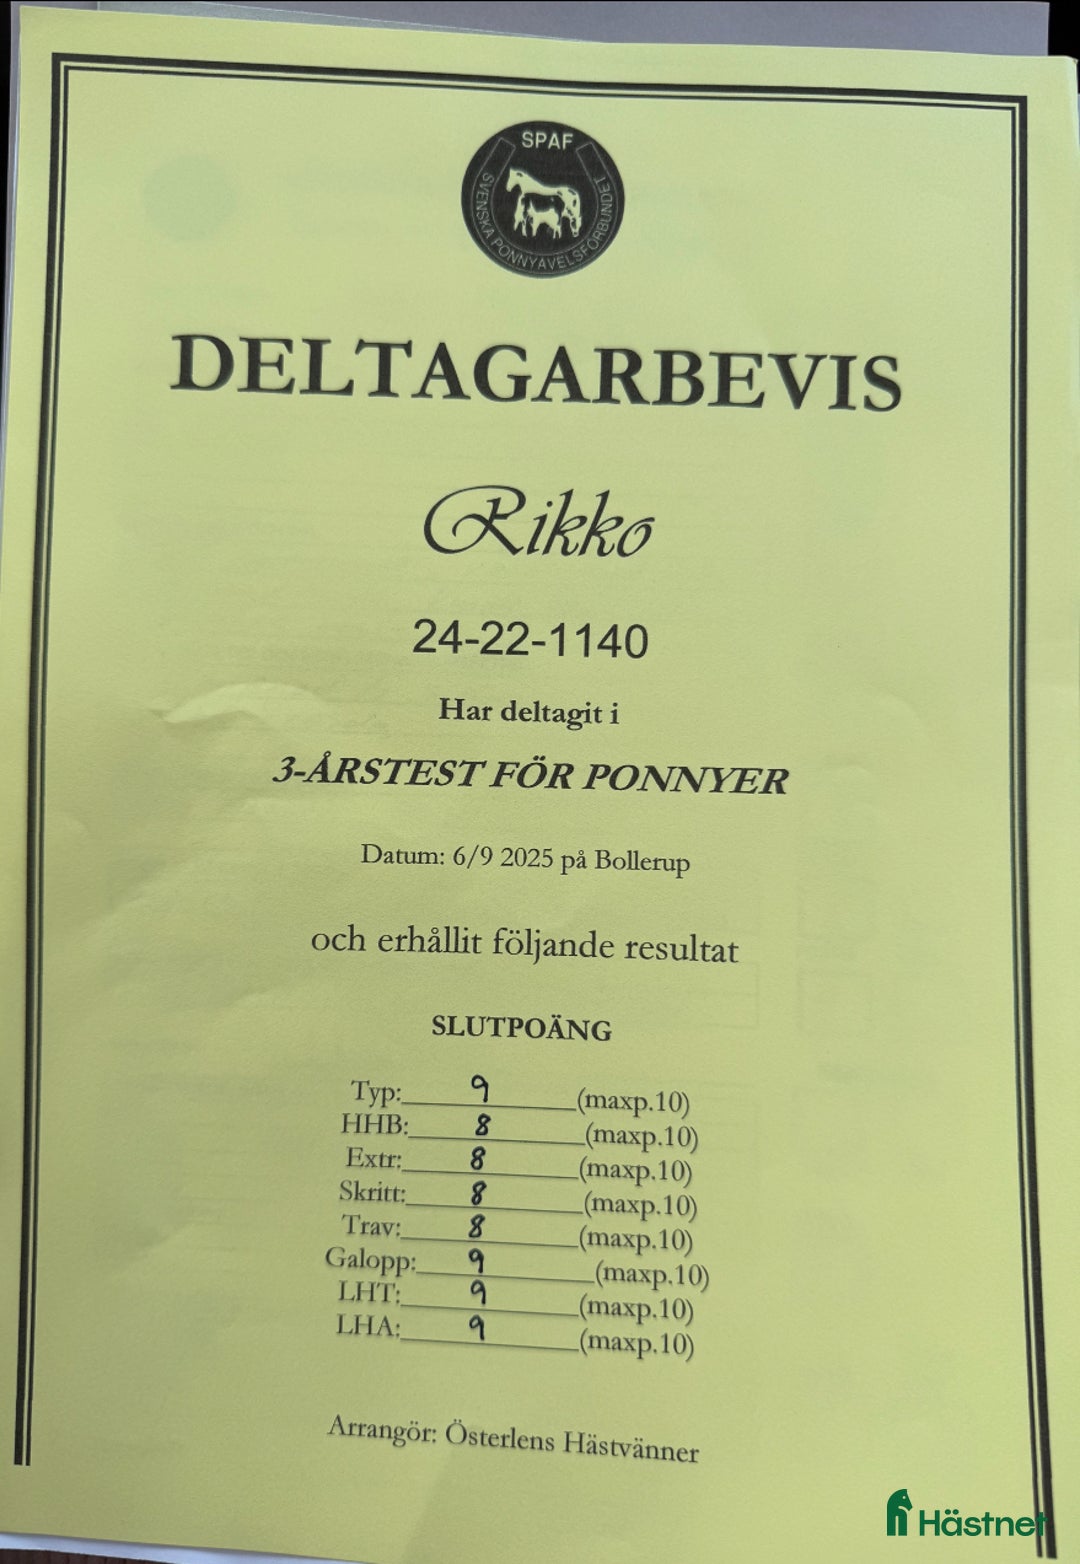 SPAF
SVENSKA PONNYAVELSFÖRBUNDET
DELTAGARBEVIS
Rikko
24-22-1140
Har deltagit i
3-ÅRSTEST FÖR PONNYER
Datum: 6/9 2025 på Bollerup
och erhållit följande resultat
SLUTPOÄNG
Typ: 9 (maxp.10)
HHB: 8 (maxp.10)
Extr: 8 (maxp.10)
Skritt: 8 (maxp.10)
Trav: 8 (maxp.10)
Galopp: 9 (maxp.10)
LHT: 9 (maxp.10)
LHA: 9 (maxp.10)
Arrangör: Österlens Hästvänner
Hästnet